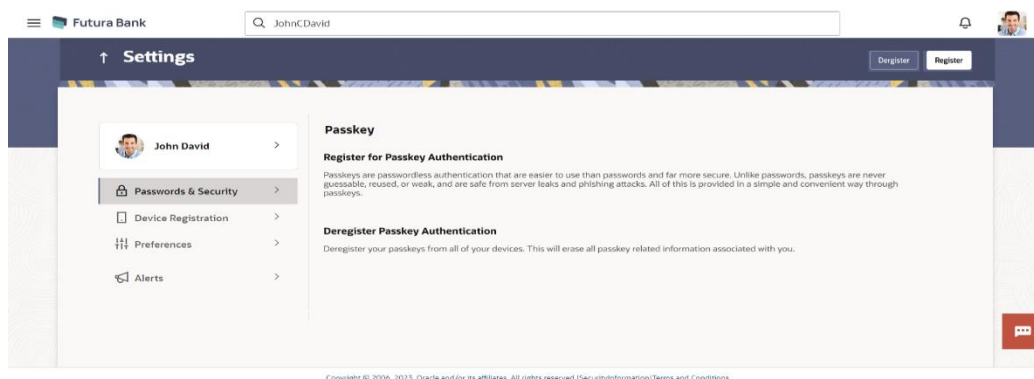 Futura Bank
JohnCDavid
Settings
Dergister
Register
John David
Passwords & Security
Device Registration
Preferences
Alerts
Passkey
Register for Passkey Authentication
Passkeys are passwordless authentication that are easier to use than passwords and far more secure. Unlike passwords, passkeys are never
guessable, reused, or weak, and are safe from server leaks and phishing attacks. All of this is provided in a simple and convenient way through
passkeys.
Deregister Passkey Authentication
Deregister your passkeys from all of your devices. This will erase all passkey related information associated with you.
Copyright © 2006, 2023, Oracle and/or its affiliates. All rights reserved.|SecurityInformation|Terms and Conditions